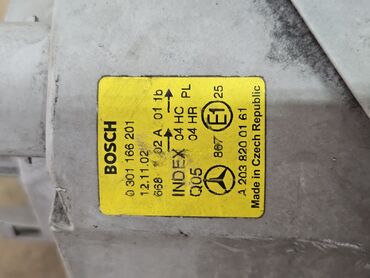 BOSCH
0 301 166 201
12.11.02
668 02 A 01 1b
INDEX 04 HC PL
Q05 04 HR
867 E1 25
A 203 820 01 61
Made in Czech Republic